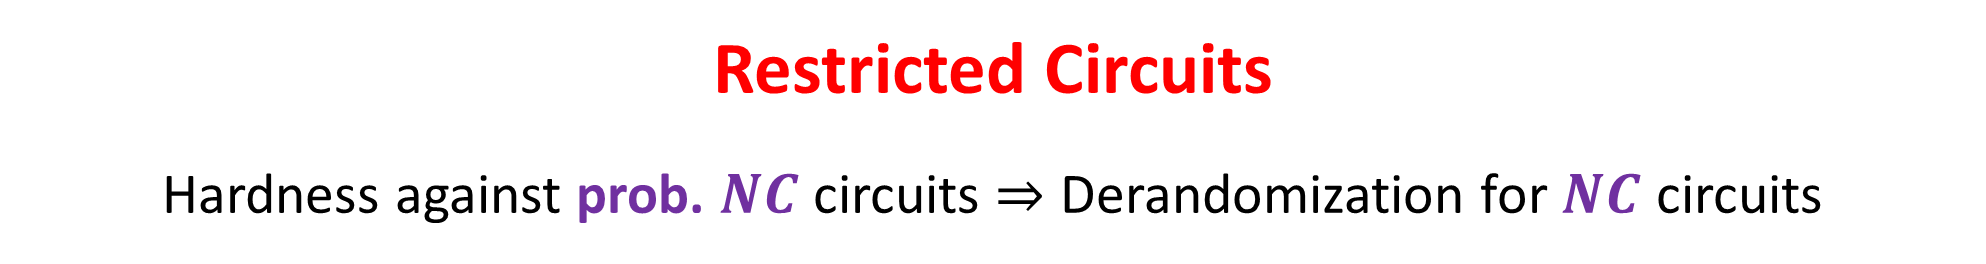 Restricted Circuits
Hardness against prob. NC circuits ⇒ Derandomization for NC circuits